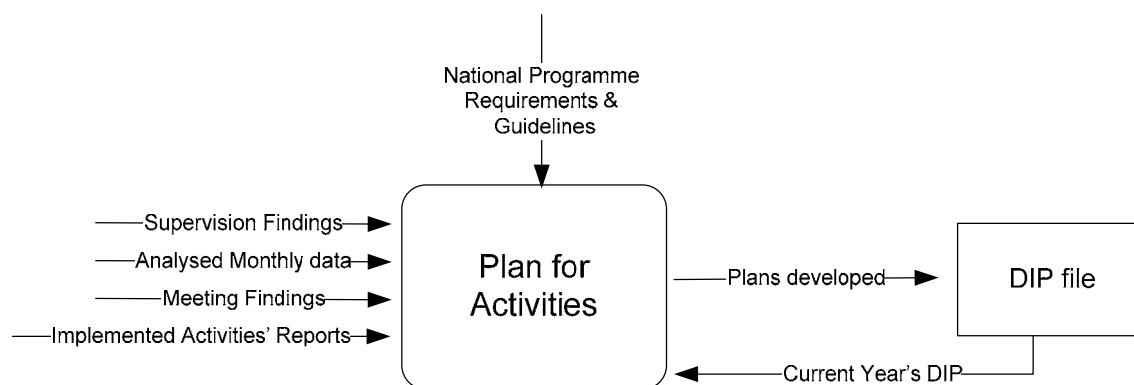 National Programme
Requirements &
Guidelines
Supervision Findings
Analysed Monthly data
Meeting Findings
Implemented Activities’ Reports
Plan for
Activities
Plans developed
DIP file
Current Year’s DIP